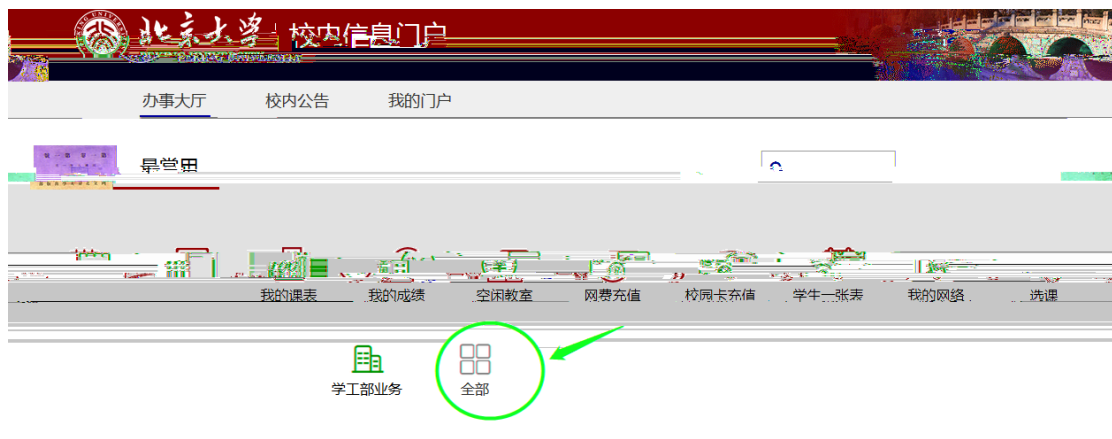 北京大学 校内信息门户
办事大厅 校内公告 我的门户
最常用
我的课表 我的成绩 空闲教室 网费充值 校园卡充值 学生一张表 我的网络 选课
学工部业务 全部